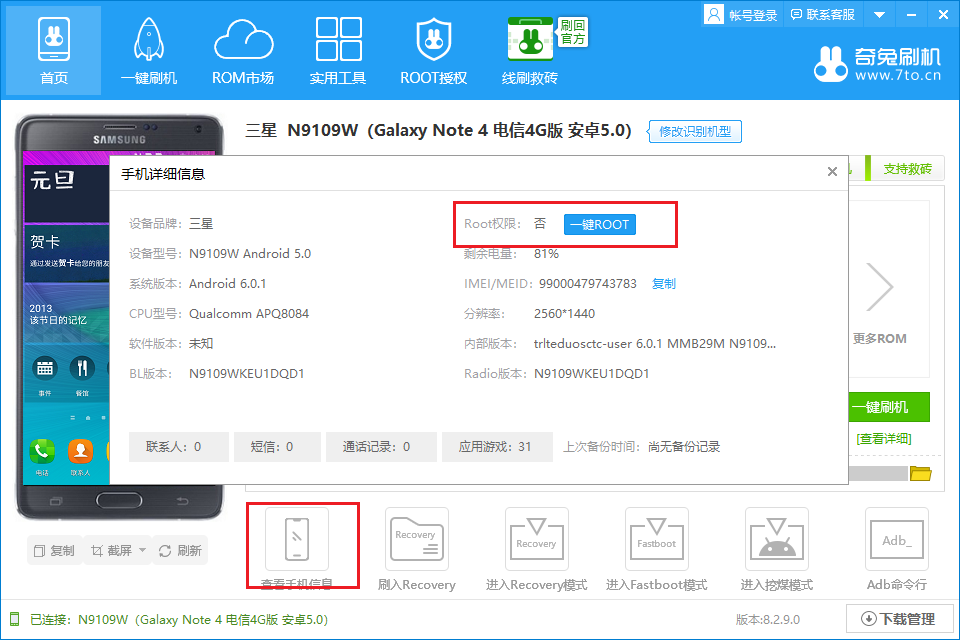 帐号登录 联系客服
首页
一键刷机
ROM市场
实用工具
ROOT授权
线刷救砖
刷回
官方
奇兔刷机
www.7to.cn
三星 N9109W（Galaxy Note 4 电信4G版 安卓5.0）
修改识别机型
SAMSUNG
支持救砖
元旦
贺卡
通过发送贺卡给您的朋友
2013
该节日的记忆
事件
餐馆
电话
联系人
手机详细信息
设备品牌： 三星
Root权限： 否 一键ROOT
设备型号： N9109W Android 5.0
剩余电量： 81%
系统版本： Android 6.0.1
IMEI/MEID： 99000479743783 复制
CPU型号： Qualcomm APQ8084
分辨率： 2560*1440
软件版本： 未知
内部版本： trlteduosctc-user 6.0.1 MMB29M N9109...
BL版本： N9109WKEU1DQD1
Radio版本： N9109WKEU1DQD1
联系人：0
短信：0
通话记录：0
应用游戏：31
上次备份时间： 尚无备份记录
更多ROM
一键刷机
[查看详细]
复制 截屏 刷新
查看手机信息
Recovery
刷入Recovery
Recovery
进入Recovery模式
Fastboot
进入Fastboot模式
进入挖煤模式
Adb_
Adb命令行
已连接： N9109W（Galaxy Note 4 电信4G版 安卓5.0）
版本:8.2.9.0
下载管理